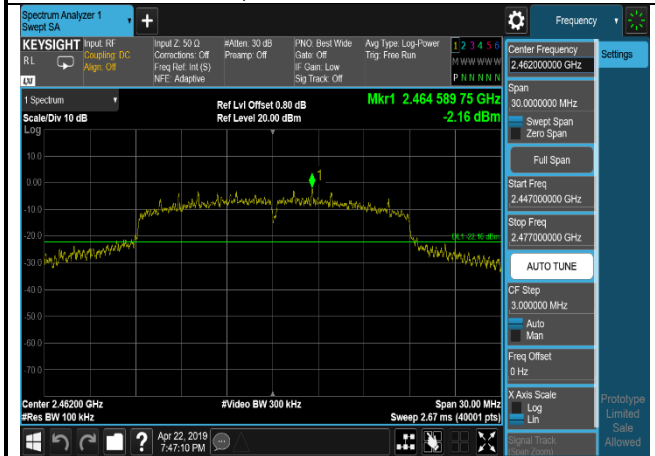 Spectrum Analyzer 1
Swept SA
+
Frequency
KEYSIGHT
RL
LXI
Input: RF
Coupling: DC
Align: Off
Input Z: 50 Ω
Corrections: Off
Freq Ref: Int (S)
NFE: Adaptive
#Atten: 30 dB
Preamp: Off
PNO: Best Wide
Gate: Off
IF Gain: Low
Sig Track: Off
Avg Type: Log-Power
Trig: Free Run
1 2 3 4 5 6
M W W W W W
P N N N N N
1 Spectrum
Scale/Div 10 dB
Log
Ref Lvl Offset 0.80 dB
Ref Level 20.00 dBm
Mkr1 2.464 589 75 GHz
-2.16 dBm
10.0
0.00
-10.0
-20.0
-30.0
-40.0
-50.0
-60.0
-70.0
1
DL1 -22.16 dBm
Center 2.46200 GHz
#Res BW 100 kHz
#Video BW 300 kHz
Span 30.00 MHz
Sweep 2.67 ms (40001 pts)
Center Frequency
2.462000000 GHz
Settings
Span
30.0000000 MHz
Swept Span
Zero Span
Full Span
Start Freq
2.447000000 GHz
Stop Freq
2.477000000 GHz
AUTO TUNE
CF Step
3.000000 MHz
Auto
Man
Freq Offset
0 Hz
X Axis Scale
Log
Lin
Signal Track
(Span Zoom)
Prototype
Limited
Sale
Allowed
?
Apr 22, 2019
7:47:10 PM